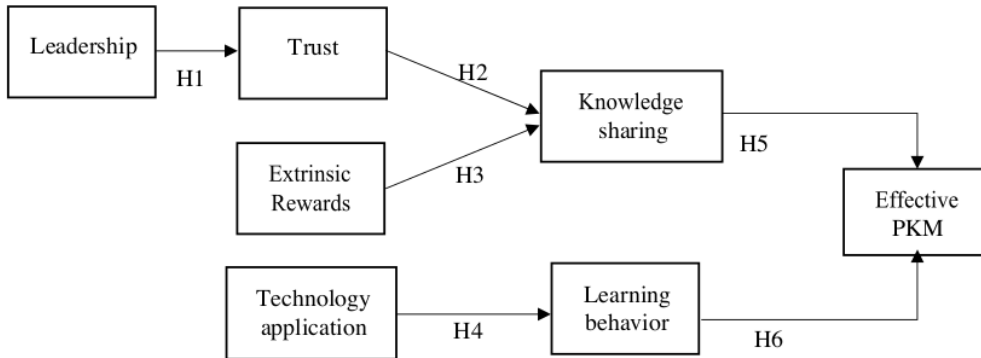 Leadership
H1
Trust
H2
Extrinsic
Rewards
H3
Knowledge
sharing
H5
Technology
application
H4
Learning
behavior
H6
Effective
PKM